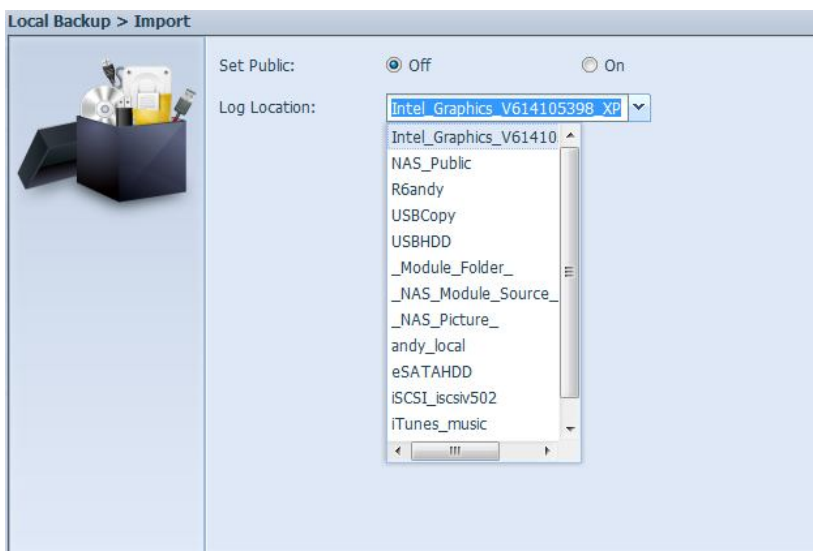 Local Backup > Import
Set Public: Off On
Log Location: Intel_Graphics_V614105398_XP
Intel_Graphics_V61410
NAS_Public
R6andy
USBCopy
USBHDD
_Module_Folder_
_NAS_Module_Source_
_NAS_Picture_
andy_local
eSATAHDD
iSCSI_iscsiv502
iTunes_music